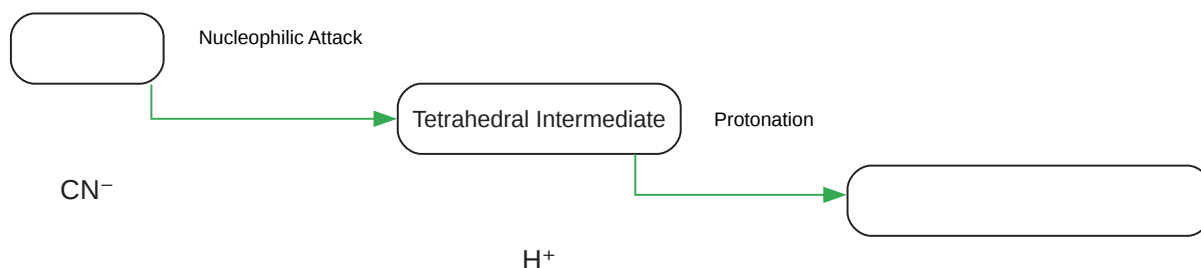 Nucleophilic Attack
Tetrahedral Intermediate
Protonation
CN⁻
H⁺